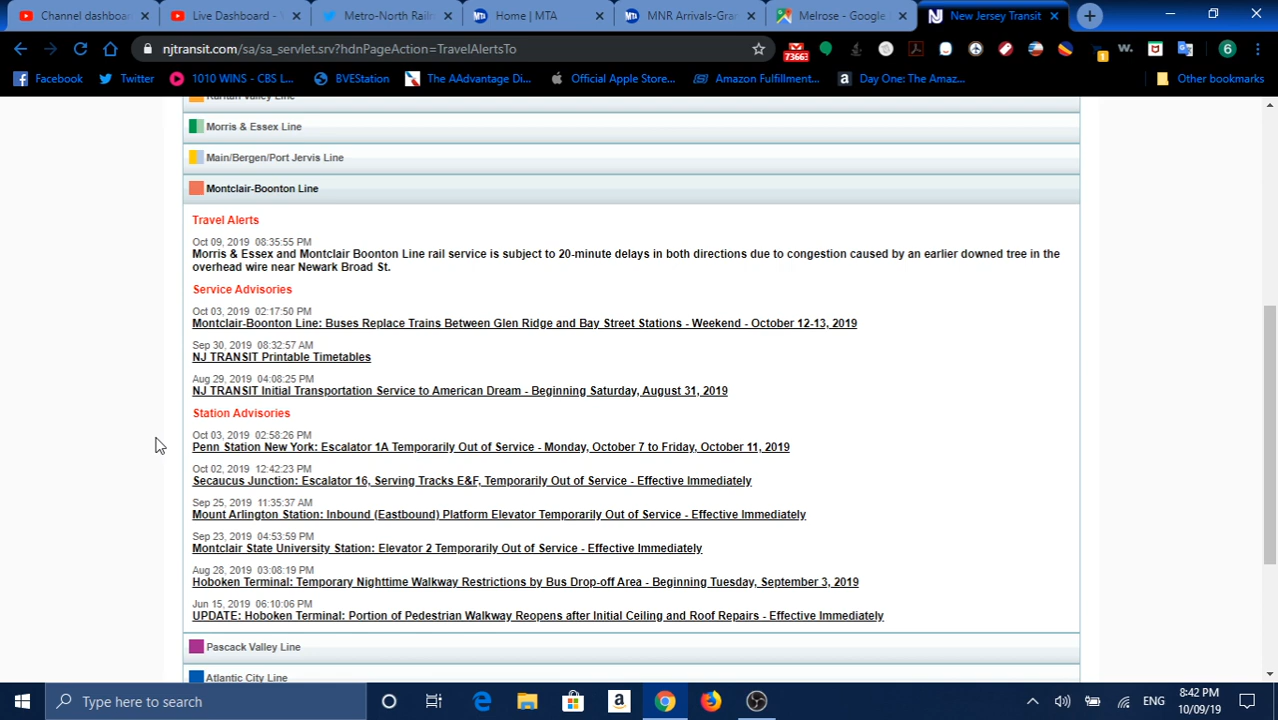 Channel dashboar
Live Dashboard - Y
Metro-North Railr
Home | MTA
MNR Arrivals-Gran
Melrose - Google
New Jersey Transit
njtransit.com/sa/sa_servlet.srv?hdnPageAction=TravelAlertsTo
7366
1
6
Facebook
Twitter
1010 WINS - CBS L...
BVEStation
The AAdvantage Di...
Official Apple Store...
Amazon Fulfillment...
Day One: The Amaz...
Other bookmarks
Raritan Valley Line
Morris & Essex Line
Main/Bergen/Port Jervis Line
Montclair-Boonton Line
Travel Alerts
Oct 09, 2019 08:35:55 PM
Morris & Essex and Montclair Boonton Line rail service is subject to 20-minute delays in both directions due to congestion caused by an earlier downed tree in the
overhead wire near Newark Broad St.
Service Advisories
Oct 03, 2019 02:17:50 PM
Montclair-Boonton Line: Buses Replace Trains Between Glen Ridge and Bay Street Stations - Weekend - October 12-13, 2019
Sep 30, 2019 08:32:57 AM
NJ TRANSIT Printable Timetables
Aug 29, 2019 04:08:25 PM
NJ TRANSIT Initial Transportation Service to American Dream - Beginning Saturday, August 31, 2019
Station Advisories
Oct 03, 2019 02:58:26 PM
Penn Station New York: Escalator 1A Temporarily Out of Service - Monday, October 7 to Friday, October 11, 2019
Oct 02, 2019 12:42:23 PM
Secaucus Junction: Escalator 16, Serving Tracks E&F, Temporarily Out of Service - Effective Immediately
Sep 25, 2019 11:35:37 AM
Mount Arlington Station: Inbound (Eastbound) Platform Elevator Temporarily Out of Service - Effective Immediately
Sep 23, 2019 04:53:59 PM
Montclair State University Station: Elevator 2 Temporarily Out of Service - Effective Immediately
Aug 28, 2019 03:08:19 PM
Hoboken Terminal: Temporary Nighttime Walkway Restrictions by Bus Drop-off Area - Beginning Tuesday, September 3, 2019
Jun 15, 2019 06:10:06 PM
UPDATE: Hoboken Terminal: Portion of Pedestrian Walkway Reopens after Initial Ceiling and Roof Repairs - Effective Immediately
Pascack Valley Line
Atlantic City Line
Type here to search
ENG
8:42 PM
10/09/19